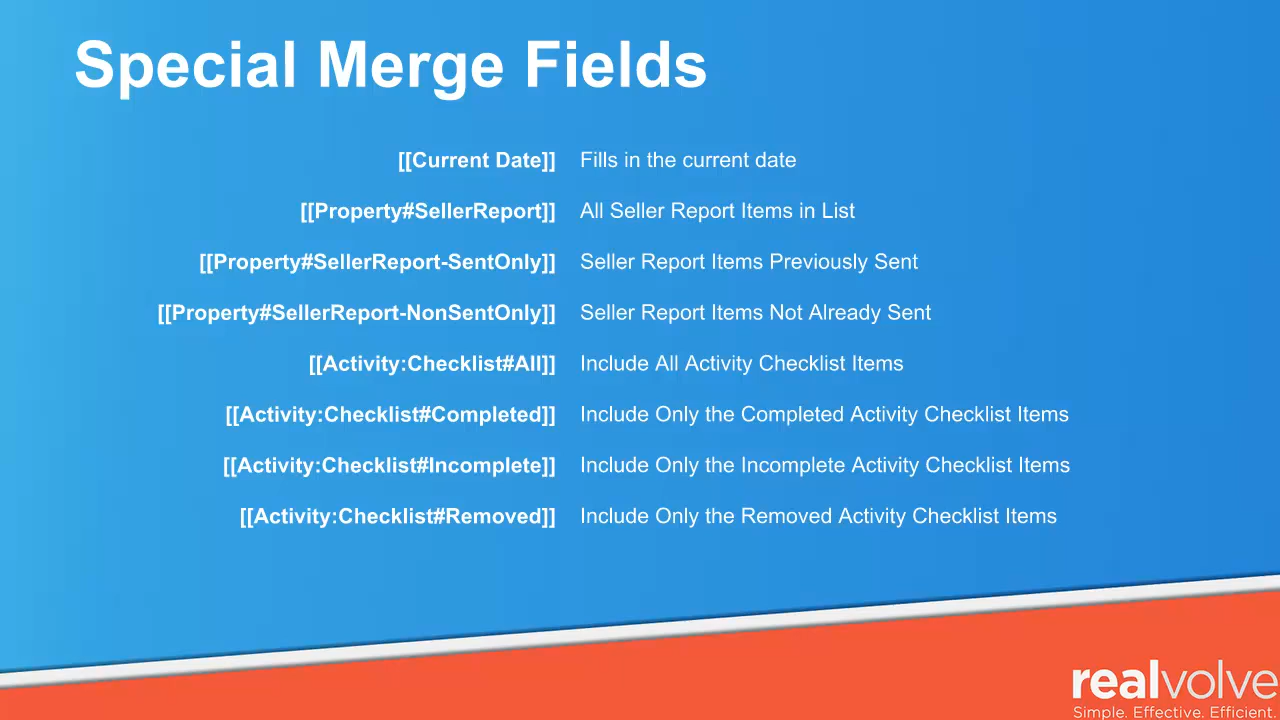 Special Merge Fields
[[Current Date]] Fills in the current date
[[Property#SellerReport]] All Seller Report Items in List
[[Property#SellerReport-SentOnly]] Seller Report Items Previously Sent
[[Property#SellerReport-NonSentOnly]] Seller Report Items Not Already Sent
[[Activity:Checklist#All]] Include All Activity Checklist Items
[[Activity:Checklist#Completed]] Include Only the Completed Activity Checklist Items
[[Activity:Checklist#Incomplete]] Include Only the Incomplete Activity Checklist Items
[[Activity:Checklist#Removed]] Include Only the Removed Activity Checklist Items
realvolve
Simple. Effective. Efficient.